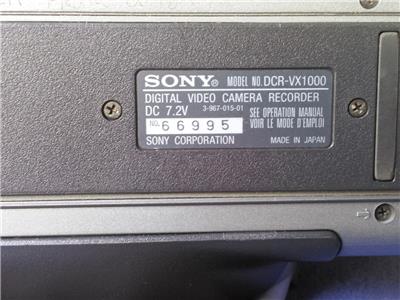 SONY® MODEL NO. DCR-VX1000
DIGITAL VIDEO CAMERA RECORDER
DC 7.2V 3-967-015-01 SEE OPERATION MANUAL
NO. 66995 VOIR LE MODE D'EMPLOI
SONY CORPORATION MADE IN JAPAN